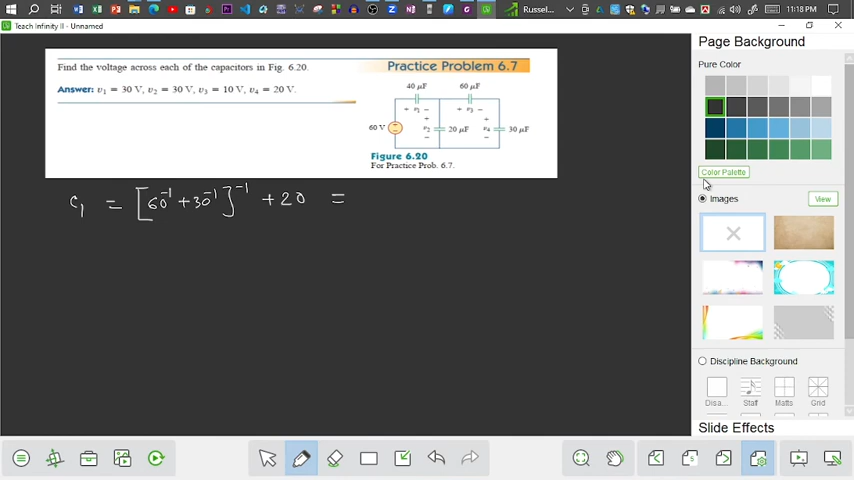 Russel...
11:18 PM
Teach Infinity II - Unnamed
Find the voltage across each of the capacitors in Fig. 6.20.
Answer: v₁ = 30 V, v₂ = 30 V, v₃ = 10 V, v₄ = 20 V.
Practice Problem 6.7
40 μF 60 μF
+ v₁ − + v₃ −
60 V + v₂ − 20 μF + v₄ − 30 μF
Figure 6.20
For Practice Prob. 6.7.
C₁ = [60⁻¹ + 30⁻¹]⁻¹ + 20 =
Page Background
Pure Color
Color Palette
Images View
Discipline Background
Disa... Staff Matts Grid
Slide Effects
5